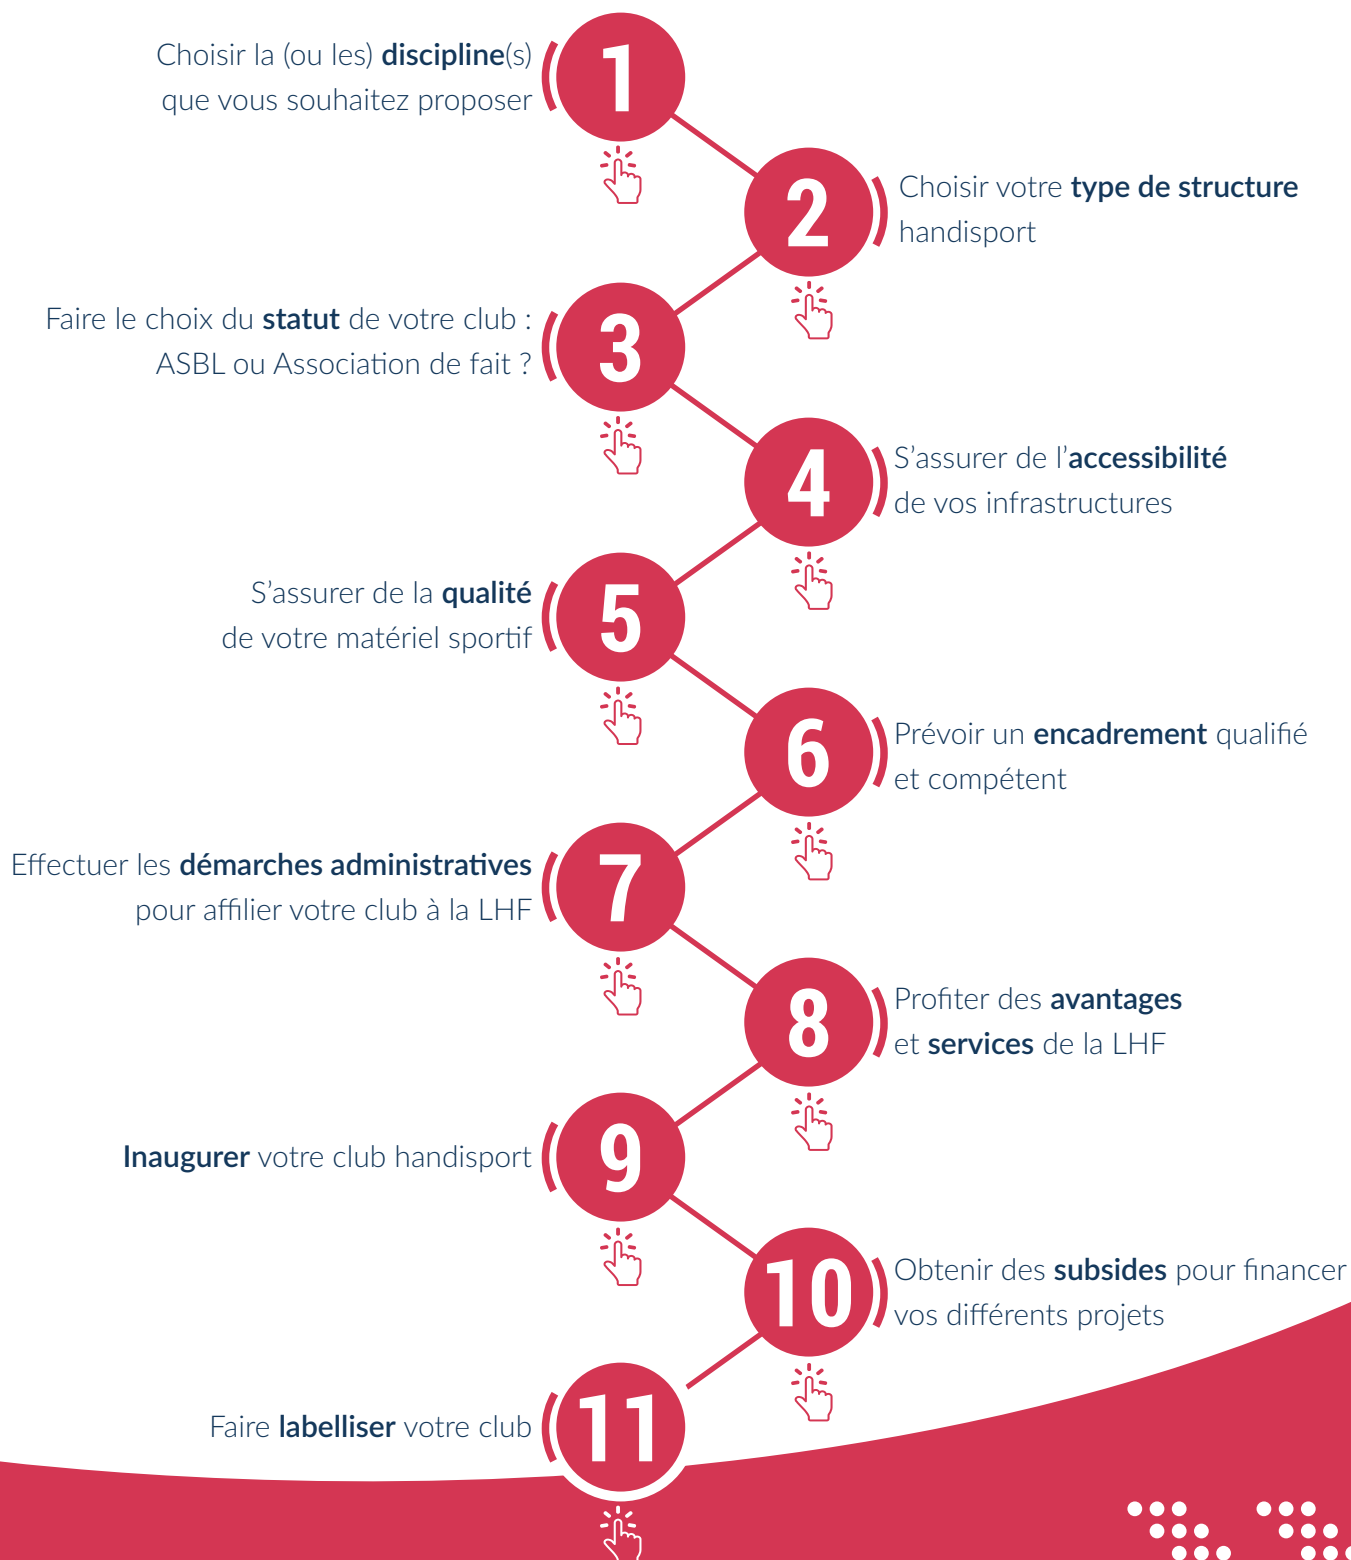 Choisir la (ou les) discipline(s)
que vous souhaitez proposer
1
2
Choisir votre type de structure
handisport
Faire le choix du statut de votre club :
ASBL ou Association de fait ?
3
4
S’assurer de l’accessibilité
de vos infrastructures
S’assurer de la qualité
de votre matériel sportif
5
6
Prévoir un encadrement qualifié
et compétent
Effectuer les démarches administratives
pour affilier votre club à la LHF
7
8
Profiter des avantages
et services de la LHF
Inaugurer votre club handisport
9
10
Obtenir des subsides pour financer
vos différents projets
Faire labelliser votre club
11